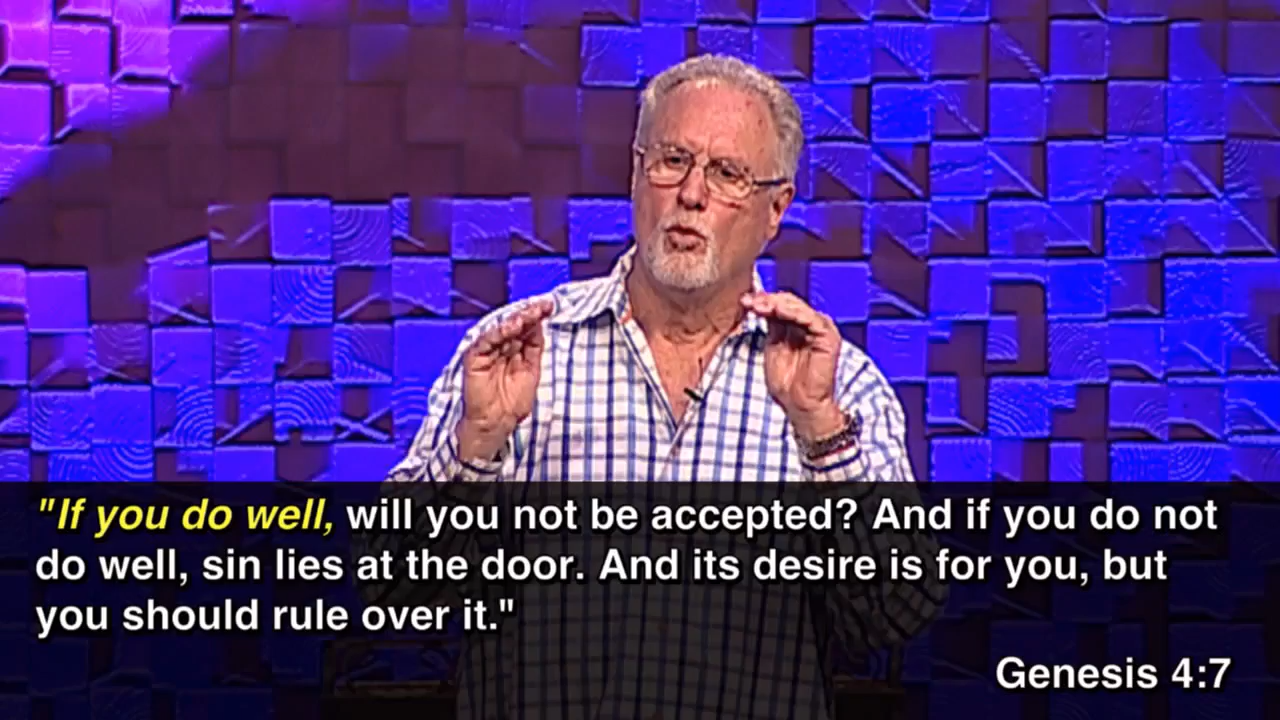 "If you do well, will you not be accepted? And if you do not
do well, sin lies at the door. And its desire is for you, but
you should rule over it."
Genesis 4:7